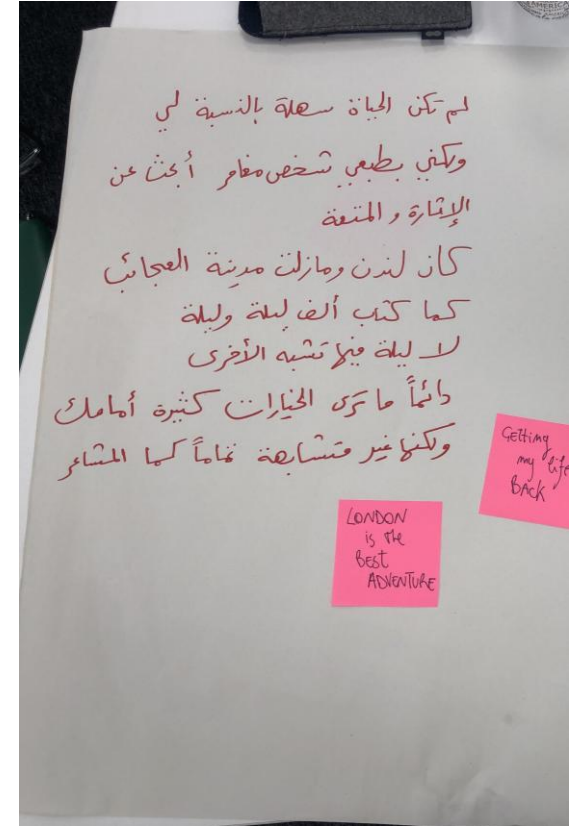 لم تكن الحياة سهلة بالنسبة لي
ولكني بطبعي شخص مغامر أبحث عن
الإثارة و المتعة
كان لندن ومازلت مدينة العجائب
كما كتب ألف ليلة وليلة
لا ليلة فيها تشبه الأخرى
دائماً ما ترى الخيارات كثيرة أمامك
ولكنها غير متشابهة تماماً كما المشاعر
GEtting
my life
BACK
LONDON
is the
BEST
ADVENTURE
AMERICA